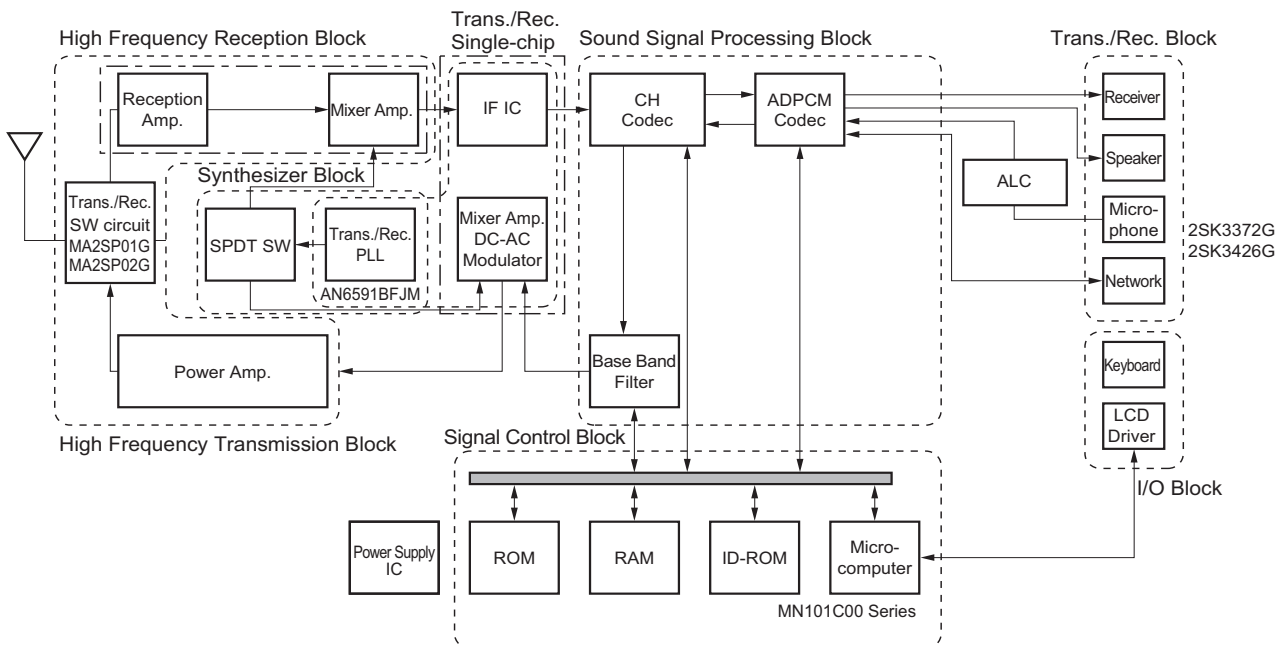 Trans./Rec.
Single-chip
High Frequency Reception Block
Sound Signal Processing Block
Trans./Rec. Block
Reception
Amp.
Mixer Amp.
IF IC
CH
Codec
ADPCM
Codec
Receiver
Speaker
ALC
Micro-
phone
2SK3372G
2SK3426G
Network
Synthesizer Block
Trans./Rec.
SW circuit
MA2SP01G
MA2SP02G
SPDT SW
Trans./Rec.
PLL
AN6591BFJM
Mixer Amp.
DC-AC
Modulator
Power Amp.
Base Band
Filter
Keyboard
LCD
Driver
I/O Block
High Frequency Transmission Block
Signal Control Block
Power Supply
IC
ROM
RAM
ID-ROM
Micro-
computer
MN101C00 Series